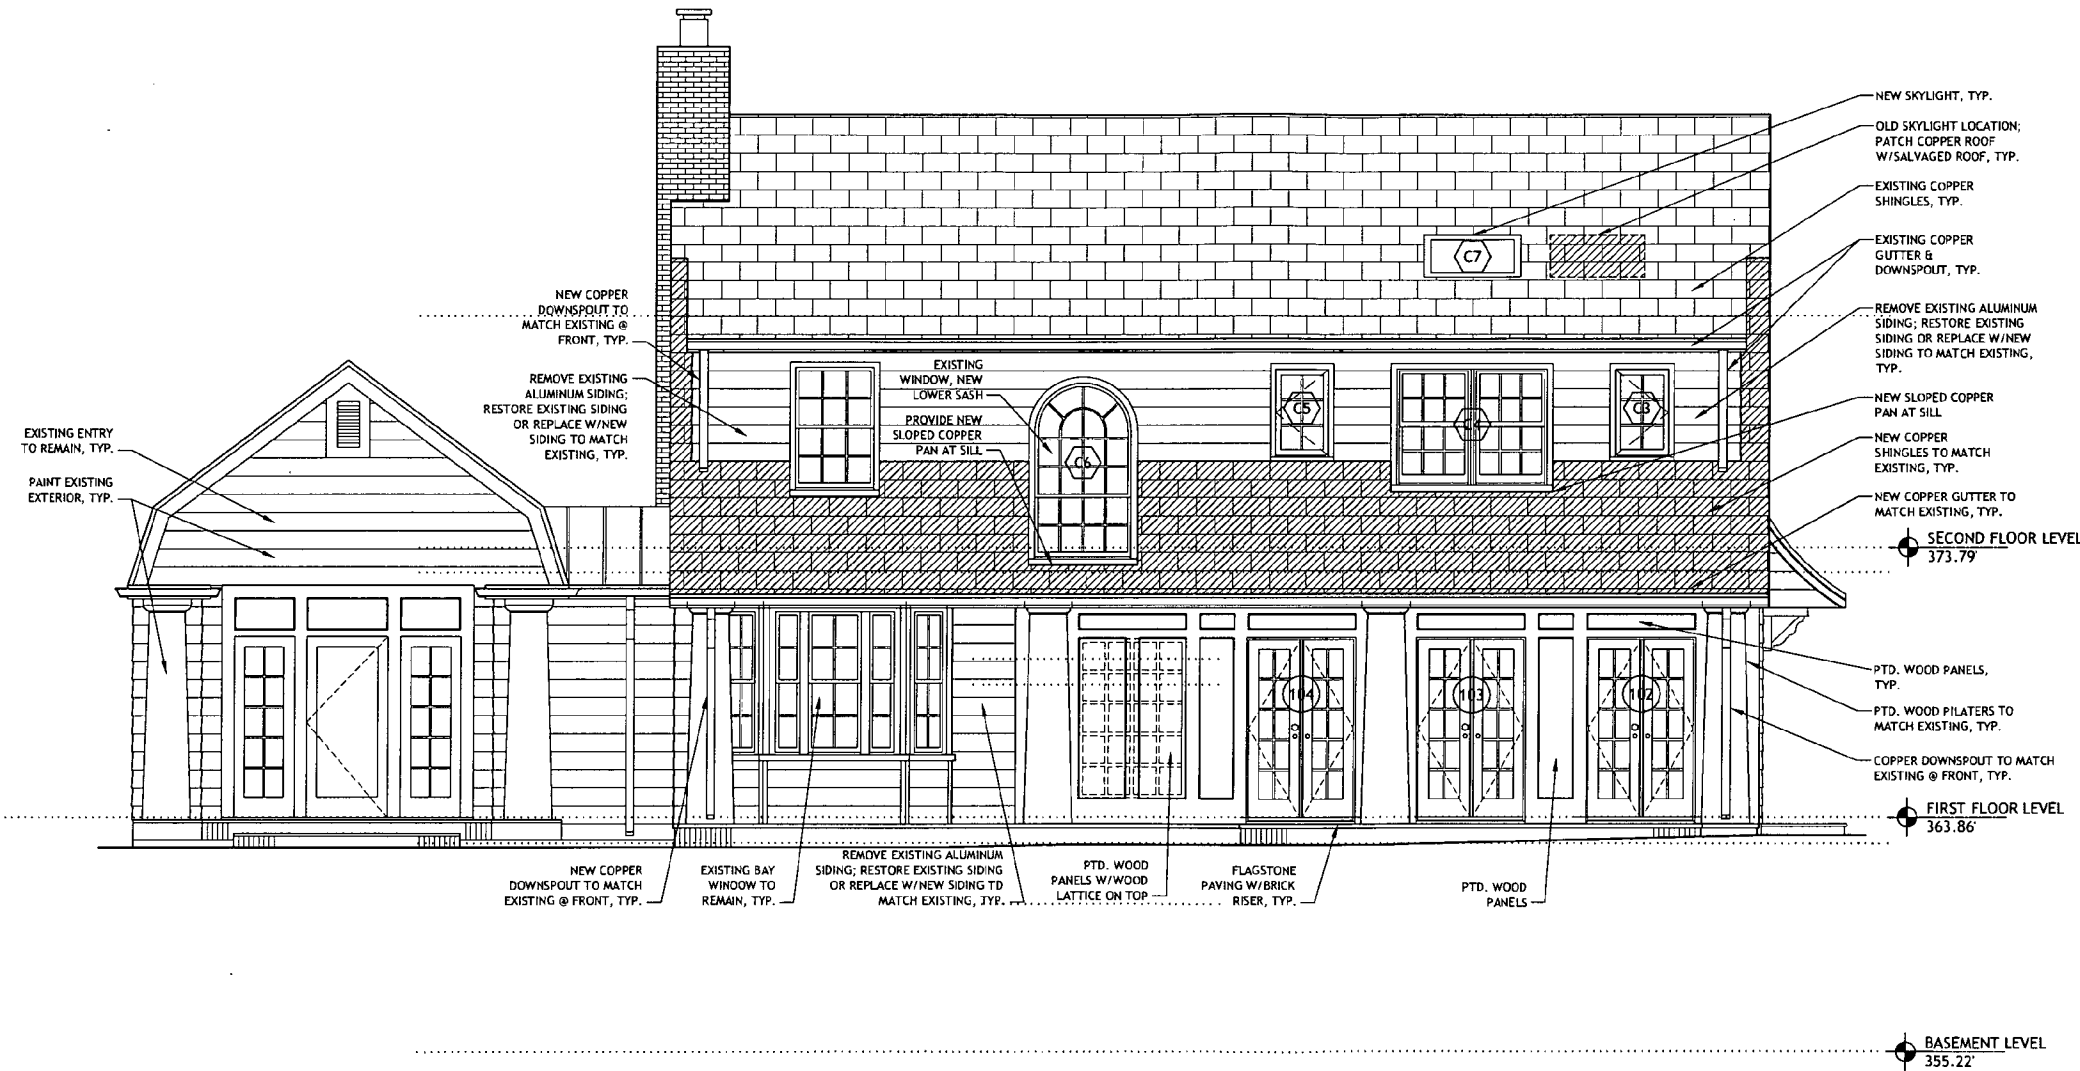 NEW SKYLIGHT, TYP.
OLD SKYLIGHT LOCATION;
PATCH COPPER ROOF
W/SALVAGED ROOF, TYP.
EXISTING COPPER
SHINGLES, TYP.
EXISTING COPPER
GUTTER &
DOWNSPOUT, TYP.
REMOVE EXISTING ALUMINUM
SIDING; RESTORE EXISTING
SIDING OR REPLACE W/NEW
SIDING TO MATCH EXISTING,
TYP.
NEW SLOPED COPPER
PAN AT SILL
NEW COPPER
SHINGLES TO MATCH
EXISTING, TYP.
NEW COPPER GUTTER TO
MATCH EXISTING, TYP.
SECOND FLOOR LEVEL
373.79'
PTD. WOOD PANELS,
TYP.
PTD. WOOD PILATERS TO
MATCH EXISTING, TYP.
COPPER DOWNSPOUT TO MATCH
EXISTING @ FRONT, TYP.
FIRST FLOOR LEVEL
363.86'
BASEMENT LEVEL
355.22'
NEW COPPER
DOWNSPOUT TO
MATCH EXISTING @
FRONT, TYP.
REMOVE EXISTING
ALUMINUM SIDING;
RESTORE EXISTING SIDING
OR REPLACE W/NEW
SIDING TO MATCH
EXISTING, TYP.
EXISTING
WINDOW, NEW
LOWER SASH
PROVIDE NEW
SLOPED COPPER
PAN AT SILL
EXISTING ENTRY
TO REMAIN, TYP.
PAINT EXISTING
EXTERIOR, TYP.
C7
C5
C4
C3
C6
104
103
102
NEW COPPER
DOWNSPOUT TO MATCH
EXISTING @ FRONT, TYP.
EXISTING BAY
WINDOW TO
REMAIN, TYP.
REMOVE EXISTING ALUMINUM
SIDING; RESTORE EXISTING SIDING
OR REPLACE W/NEW SIDING TO
MATCH EXISTING, TYP.
PTD. WOOD
PANELS W/WOOD
LATTICE ON TOP
FLAGSTONE
PAVING W/BRICK
RISER, TYP.
PTD. WOOD
PANELS